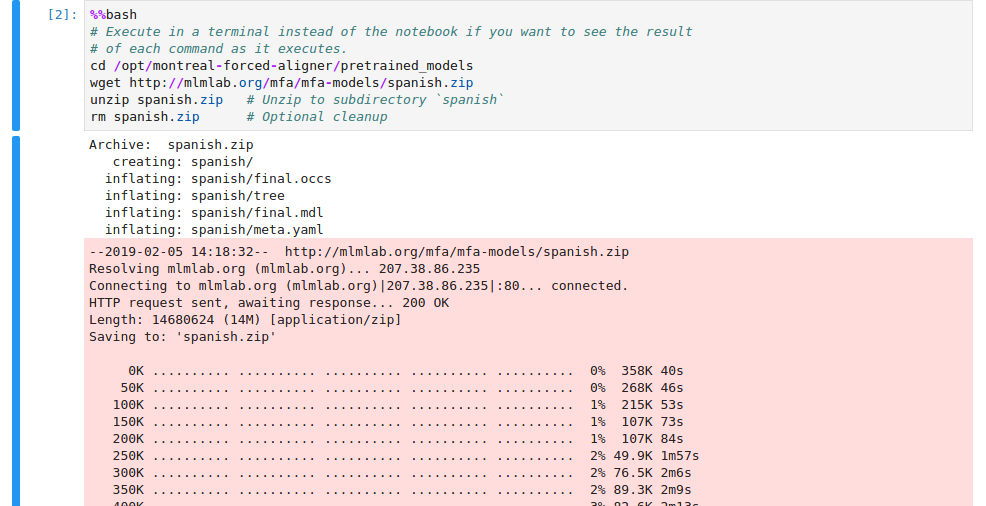 [2]: %%bash
# Execute in a terminal instead of the notebook if you want to see the result
# of each command as it executes.
cd /opt/montreal-forced-aligner/pretrained_models
wget http://mlmlab.org/mfa/mfa-models/spanish.zip
unzip spanish.zip   # Unzip to subdirectory `spanish`
rm spanish.zip      # Optional cleanup
Archive:  spanish.zip
   creating: spanish/
  inflating: spanish/final.occs
  inflating: spanish/tree
  inflating: spanish/final.mdl
  inflating: spanish/meta.yaml
--2019-02-05 14:18:32--  http://mlmlab.org/mfa/mfa-models/spanish.zip
Resolving mlmlab.org (mlmlab.org)... 207.38.86.235
Connecting to mlmlab.org (mlmlab.org)|207.38.86.235|:80... connected.
HTTP request sent, awaiting response... 200 OK
Length: 14680624 (14M) [application/zip]
Saving to: 'spanish.zip'
     0K .......... .......... .......... .......... ..........  0%  358K 40s
    50K .......... .......... .......... .......... ..........  0%  268K 46s
   100K .......... .......... .......... .......... ..........  1%  215K 53s
   150K .......... .......... .......... .......... ..........  1%  107K 73s
   200K .......... .......... .......... .......... ..........  1%  107K 84s
   250K .......... .......... .......... .......... ..........  2% 49.9K 1m57s
   300K .......... .......... .......... .......... ..........  2% 76.5K 2m6s
   350K .......... .......... .......... .......... ..........  2% 89.3K 2m9s